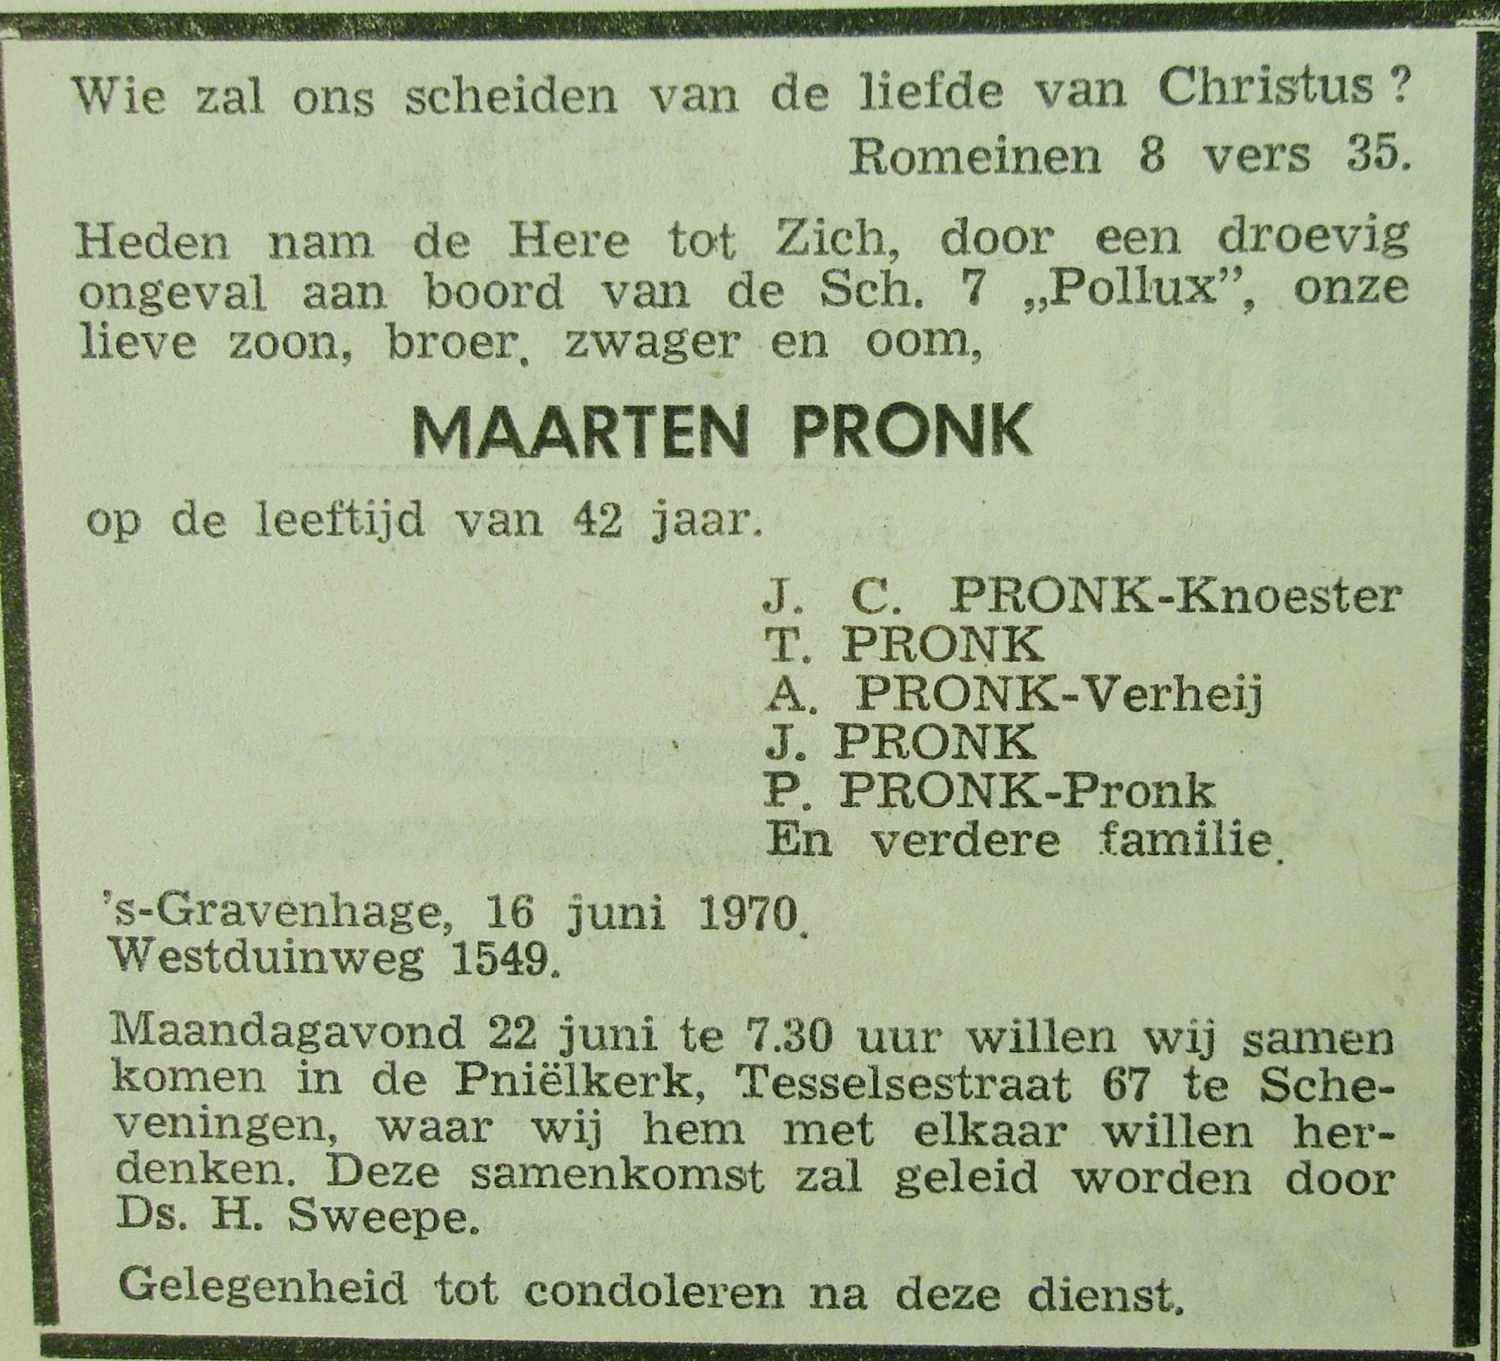 Wie zal ons scheiden van de liefde van Christus ?
Romeinen 8 vers 35.
Heden nam de Here tot Zich, door een droevig
ongeval aan boord van de Sch. 7 „Pollux”, onze
lieve zoon, broer. zwager en oom,
MAARTEN PRONK
op de leeftijd van 42 jaar.
J. C. PRONK-Knoester
T. PRONK
A. PRONK-Verheij
J. PRONK
P. PRONK-Pronk
En verdere familie.
's-Gravenhage, 16 juni 1970.
Westduinweg 1549.
Maandagavond 22 juni te 7.30 uur willen wij samen
komen in de Pniëlkerk, Tesselsestraat 67 te Sche-
veningen, waar wij hem met elkaar willen her-
denken. Deze samenkomst zal geleid worden door
Ds. H. Sweepe.
Gelegenheid tot condoleren na deze dienst.